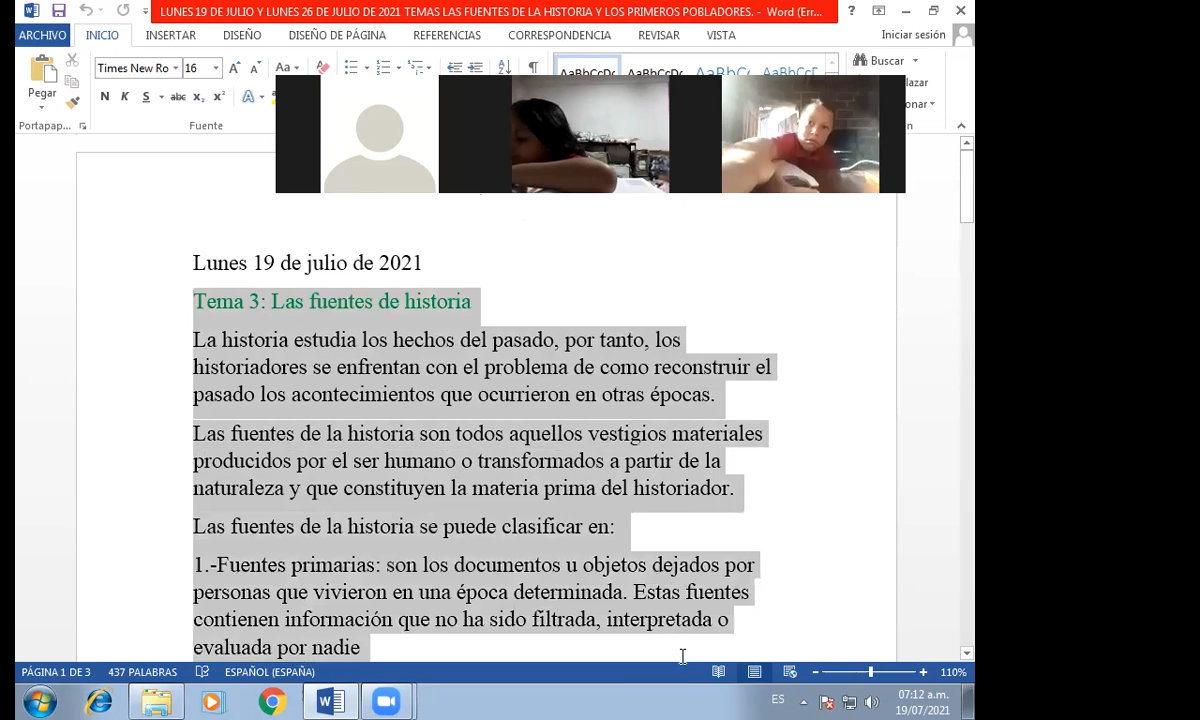 LUNES 19 DE JULIO Y LUNES 26 DE JULIO DE 2021 TEMAS LAS FUENTES DE LA HISTORIA Y LOS PRIMEROS POBLADORES. - Word (Err...
ARCHIVO INICIO INSERTAR DISEÑO DISEÑO DE PÁGINA REFERENCIAS CORRESPONDENCIA REVISAR VISTA Iniciar sesión
Times New Ro 16 Aa
AaBbCcDc AaBbCcDc AaBbCc AaBbCcD
Buscar
Pegar
N K S abc x₂ x² A
Portapap... Fuente
Lunes 19 de julio de 2021
Tema 3: Las fuentes de historia
La historia estudia los hechos del pasado, por tanto, los
historiadores se enfrentan con el problema de como reconstruir el
pasado los acontecimientos que ocurrieron en otras épocas.
Las fuentes de la historia son todos aquellos vestigios materiales
producidos por el ser humano o transformados a partir de la
naturaleza y que constituyen la materia prima del historiador.
Las fuentes de la historia se puede clasificar en:
1.-Fuentes primarias: son los documentos u objetos dejados por
personas que vivieron en una época determinada. Estas fuentes
contienen información que no ha sido filtrada, interpretada o
evaluada por nadie
PÁGINA 1 DE 3 437 PALABRAS ESPAÑOL (ESPAÑA) 110%
ES 07:12 a.m.
19/07/2021